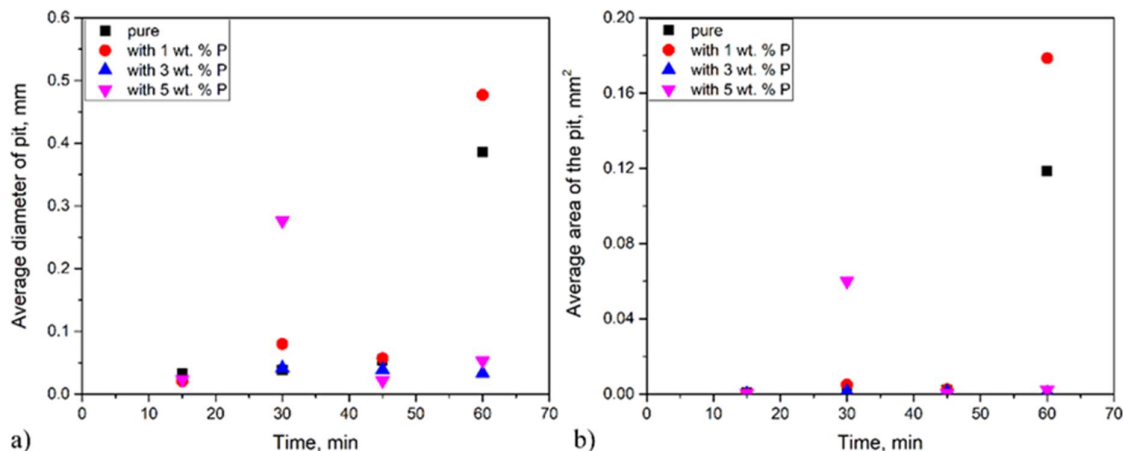 0.6
0.5
0.4
0.3
0.2
0.1
0.0
Average diameter of pit, mm
pure
with 1 wt. % P
with 3 wt. % P
with 5 wt. % P
0 10 20 30 40 50 60 70
Time, min
a)
0.20
0.16
0.12
0.08
0.04
0.00
Average area of the pit, mm²
pure
with 1 wt. % P
with 3 wt. % P
with 5 wt. % P
0 10 20 30 40 50 60 70
Time, min
b)